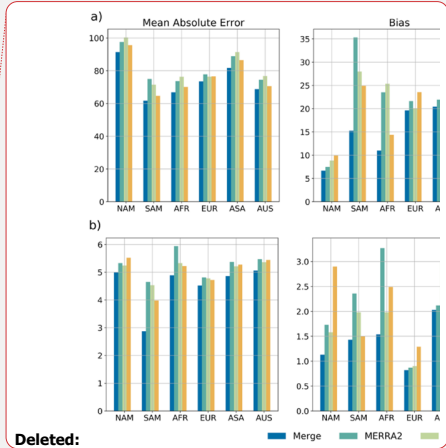 a)
Mean Absolute Error
Bias
100
80
60
40
20
0
NAM SAM AFR EUR ASA AUS
35
30
25
20
15
10
5
0
NAM SAM AFR EUR A
b)
6
5
4
3
2
1
0
NAM SAM AFR EUR ASA AUS
3.0
2.5
2.0
1.5
1.0
0.5
0.0
NAM SAM AFR EUR A
Deleted:
Merge MERRA2